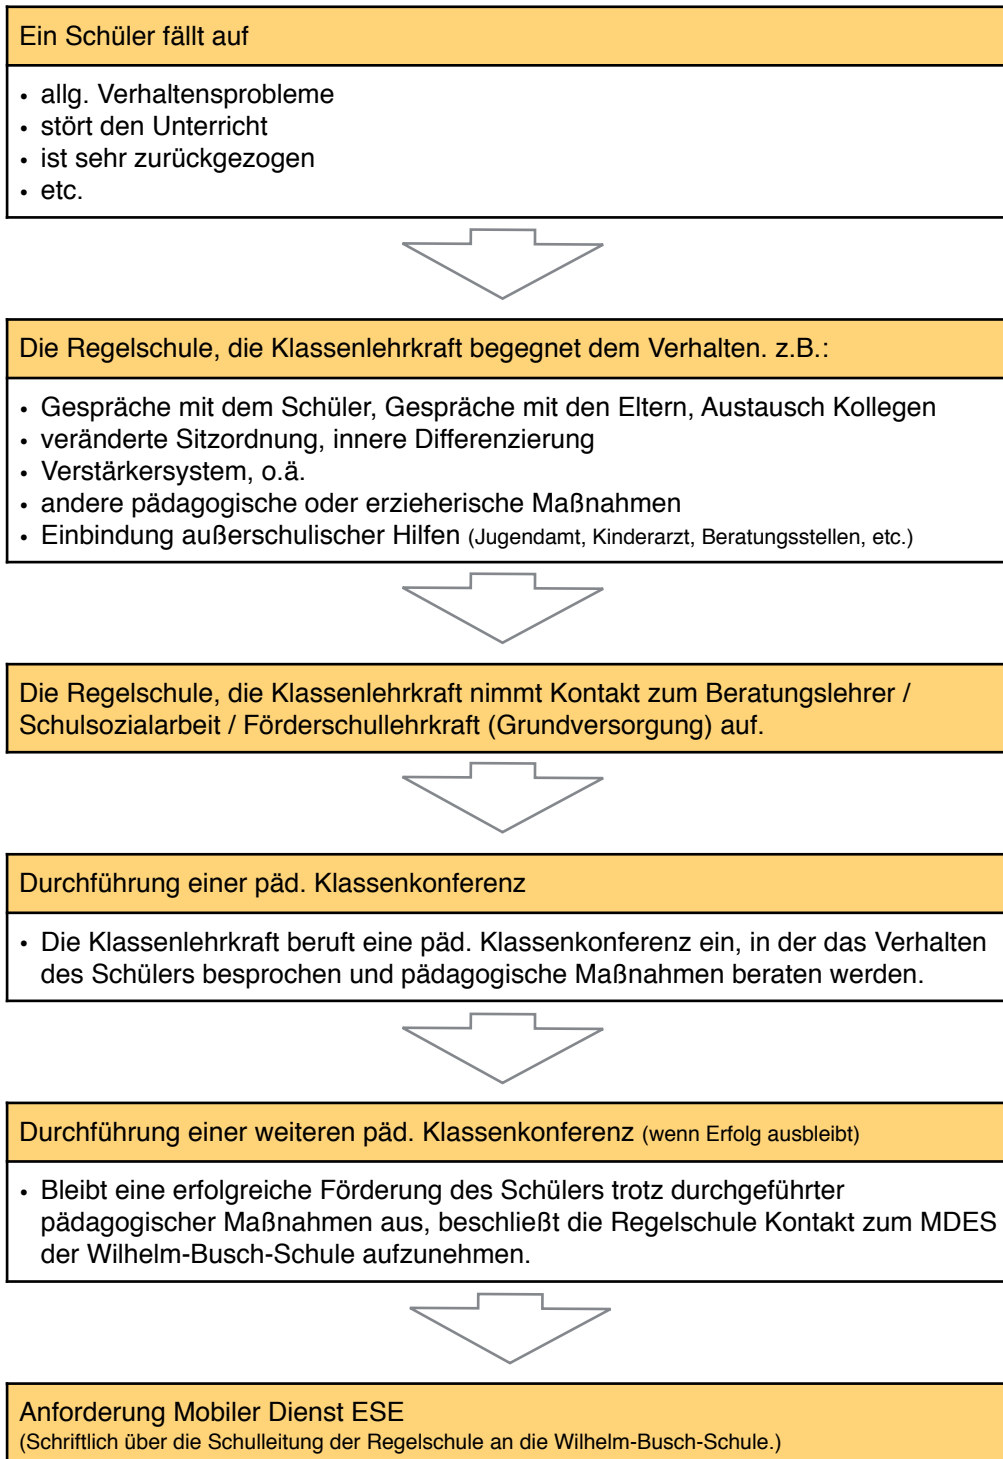 Ein Schüler fällt auf
• allg. Verhaltensprobleme
• stört den Unterricht
• ist sehr zurückgezogen
• etc.
Die Regelschule, die Klassenlehrkraft begegnet dem Verhalten. z.B.:
• Gespräche mit dem Schüler, Gespräche mit den Eltern, Austausch Kollegen
• veränderte Sitzordnung, innere Differenzierung
• Verstärkersystem, o.ä.
• andere pädagogische oder erzieherische Maßnahmen
• Einbindung außerschulischer Hilfen (Jugendamt, Kinderarzt, Beratungsstellen, etc.)
Die Regelschule, die Klassenlehrkraft nimmt Kontakt zum Beratungslehrer /
Schulsozialarbeit / Förderschullehrkraft (Grundversorgung) auf.
Durchführung einer päd. Klassenkonferenz
• Die Klassenlehrkraft beruft eine päd. Klassenkonferenz ein, in der das Verhalten
des Schülers besprochen und pädagogische Maßnahmen beraten werden.
Durchführung einer weiteren päd. Klassenkonferenz (wenn Erfolg ausbleibt)
• Bleibt eine erfolgreiche Förderung des Schülers trotz durchgeführter
pädagogischer Maßnahmen aus, beschließt die Regelschule Kontakt zum MDES
der Wilhelm-Busch-Schule aufzunehmen.
Anforderung Mobiler Dienst ESE
(Schriftlich über die Schulleitung der Regelschule an die Wilhelm-Busch-Schule.)